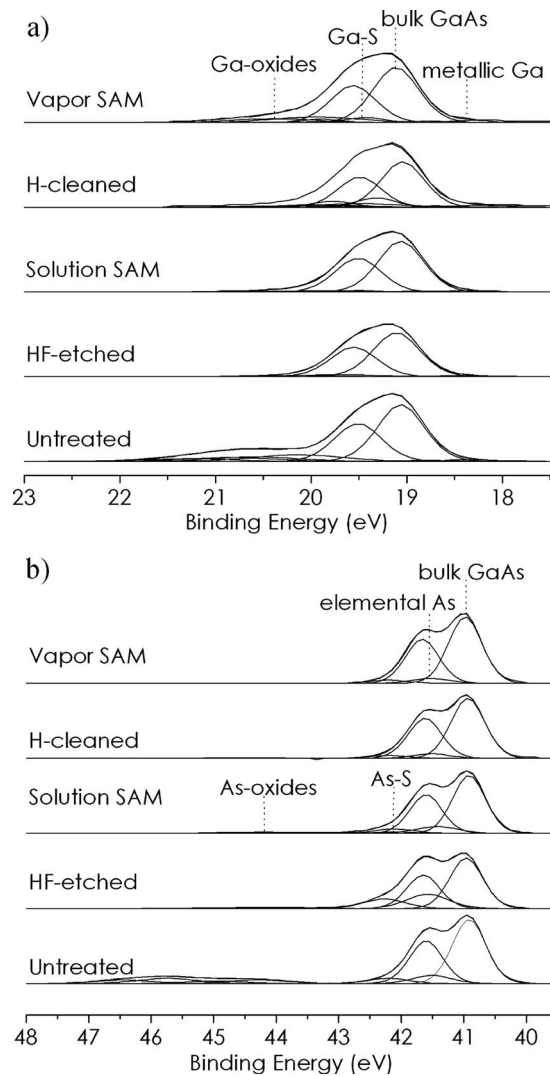 a)
bulk GaAs
Ga-S
Ga-oxides
metallic Ga
Vapor SAM
H-cleaned
Solution SAM
HF-etched
Untreated
23 22 21 20 19 18
Binding Energy (eV)
b)
bulk GaAs
elemental As
Vapor SAM
H-cleaned
As-oxides
As-S
Solution SAM
HF-etched
Untreated
48 47 46 45 44 43 42 41 40
Binding Energy (eV)